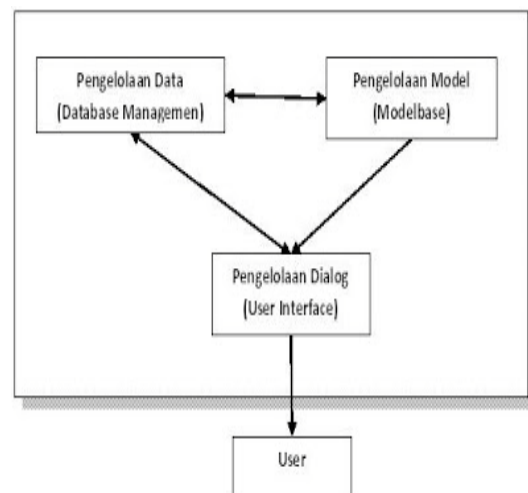 Pengelolaan Data
(Database Managemen)
Pengelolaan Model
(Modelbase)
Pengelolaan Dialog
(User Interface)
User